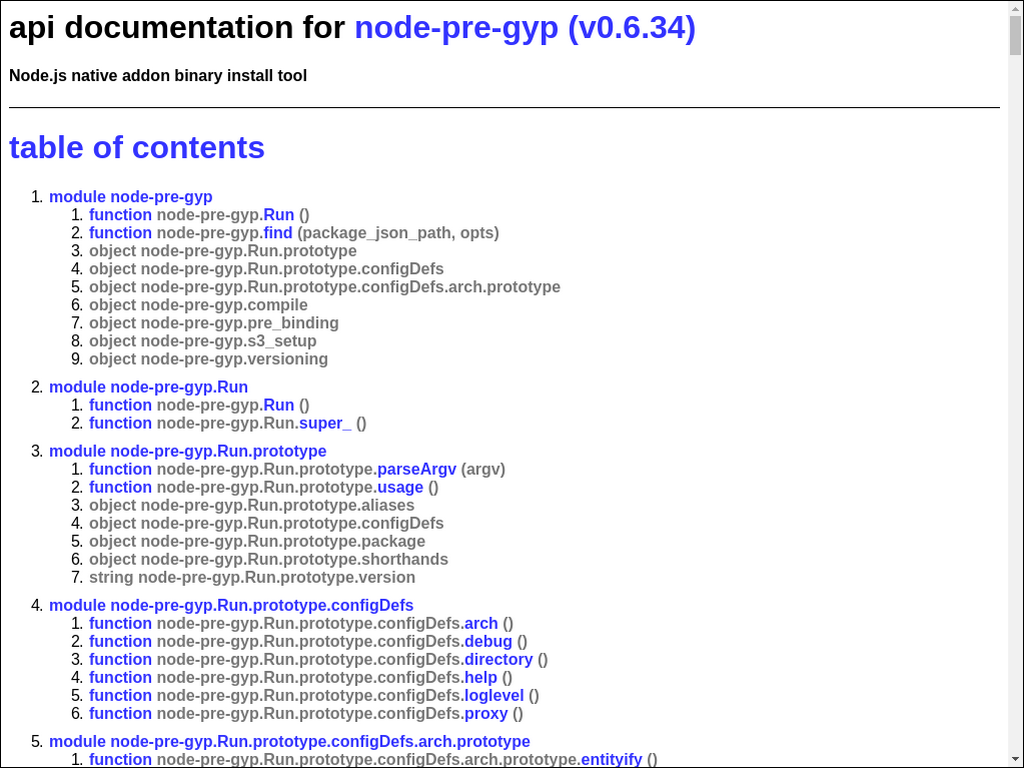 api documentation for node-pre-gyp (v0.6.34)
Node.js native addon binary install tool
table of contents
1. module node-pre-gyp
1. function node-pre-gyp.Run ()
2. function node-pre-gyp.find (package_json_path, opts)
3. object node-pre-gyp.Run.prototype
4. object node-pre-gyp.Run.prototype.configDefs
5. object node-pre-gyp.Run.prototype.configDefs.arch.prototype
6. object node-pre-gyp.compile
7. object node-pre-gyp.pre_binding
8. object node-pre-gyp.s3_setup
9. object node-pre-gyp.versioning
2. module node-pre-gyp.Run
1. function node-pre-gyp.Run ()
2. function node-pre-gyp.Run.super_ ()
3. module node-pre-gyp.Run.prototype
1. function node-pre-gyp.Run.prototype.parseArgv (argv)
2. function node-pre-gyp.Run.prototype.usage ()
3. object node-pre-gyp.Run.prototype.aliases
4. object node-pre-gyp.Run.prototype.configDefs
5. object node-pre-gyp.Run.prototype.package
6. object node-pre-gyp.Run.prototype.shorthands
7. string node-pre-gyp.Run.prototype.version
4. module node-pre-gyp.Run.prototype.configDefs
1. function node-pre-gyp.Run.prototype.configDefs.arch ()
2. function node-pre-gyp.Run.prototype.configDefs.debug ()
3. function node-pre-gyp.Run.prototype.configDefs.directory ()
4. function node-pre-gyp.Run.prototype.configDefs.help ()
5. function node-pre-gyp.Run.prototype.configDefs.loglevel ()
6. function node-pre-gyp.Run.prototype.configDefs.proxy ()
5. module node-pre-gyp.Run.prototype.configDefs.arch.prototype
1. function node-pre-gyp.Run.prototype.configDefs.arch.prototype.entityify ()